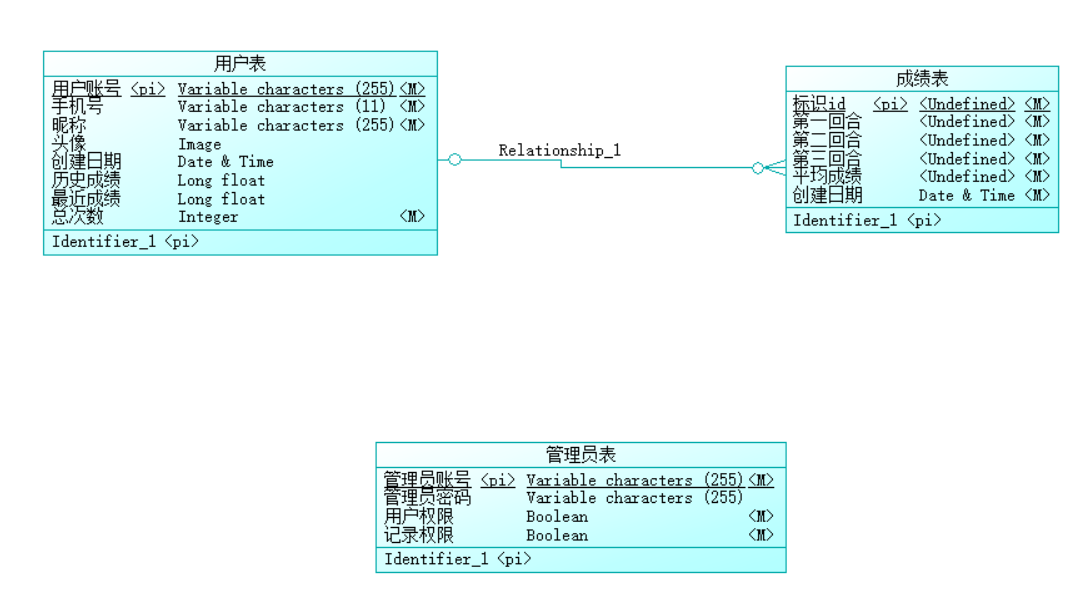 用户表
用户账号 <pi> Variable characters (255) <M>
手机号 Variable characters (11) <M>
昵称 Variable characters (255) <M>
头像 Image
创建日期 Date & Time
历史成绩 Long float
最近成绩 Long float
总次数 Integer <M>
Identifier_1 <pi>
Relationship_1
成绩表
标识id <pi> <Undefined> <M>
第一回合 <Undefined> <M>
第二回合 <Undefined> <M>
第三回合 <Undefined> <M>
平均成绩 <Undefined> <M>
创建日期 Date & Time <M>
Identifier_1 <pi>
管理员表
管理员账号 <pi> Variable characters (255) <M>
管理员密码 Variable characters (255)
用户权限 Boolean <M>
记录权限 Boolean <M>
Identifier_1 <pi>